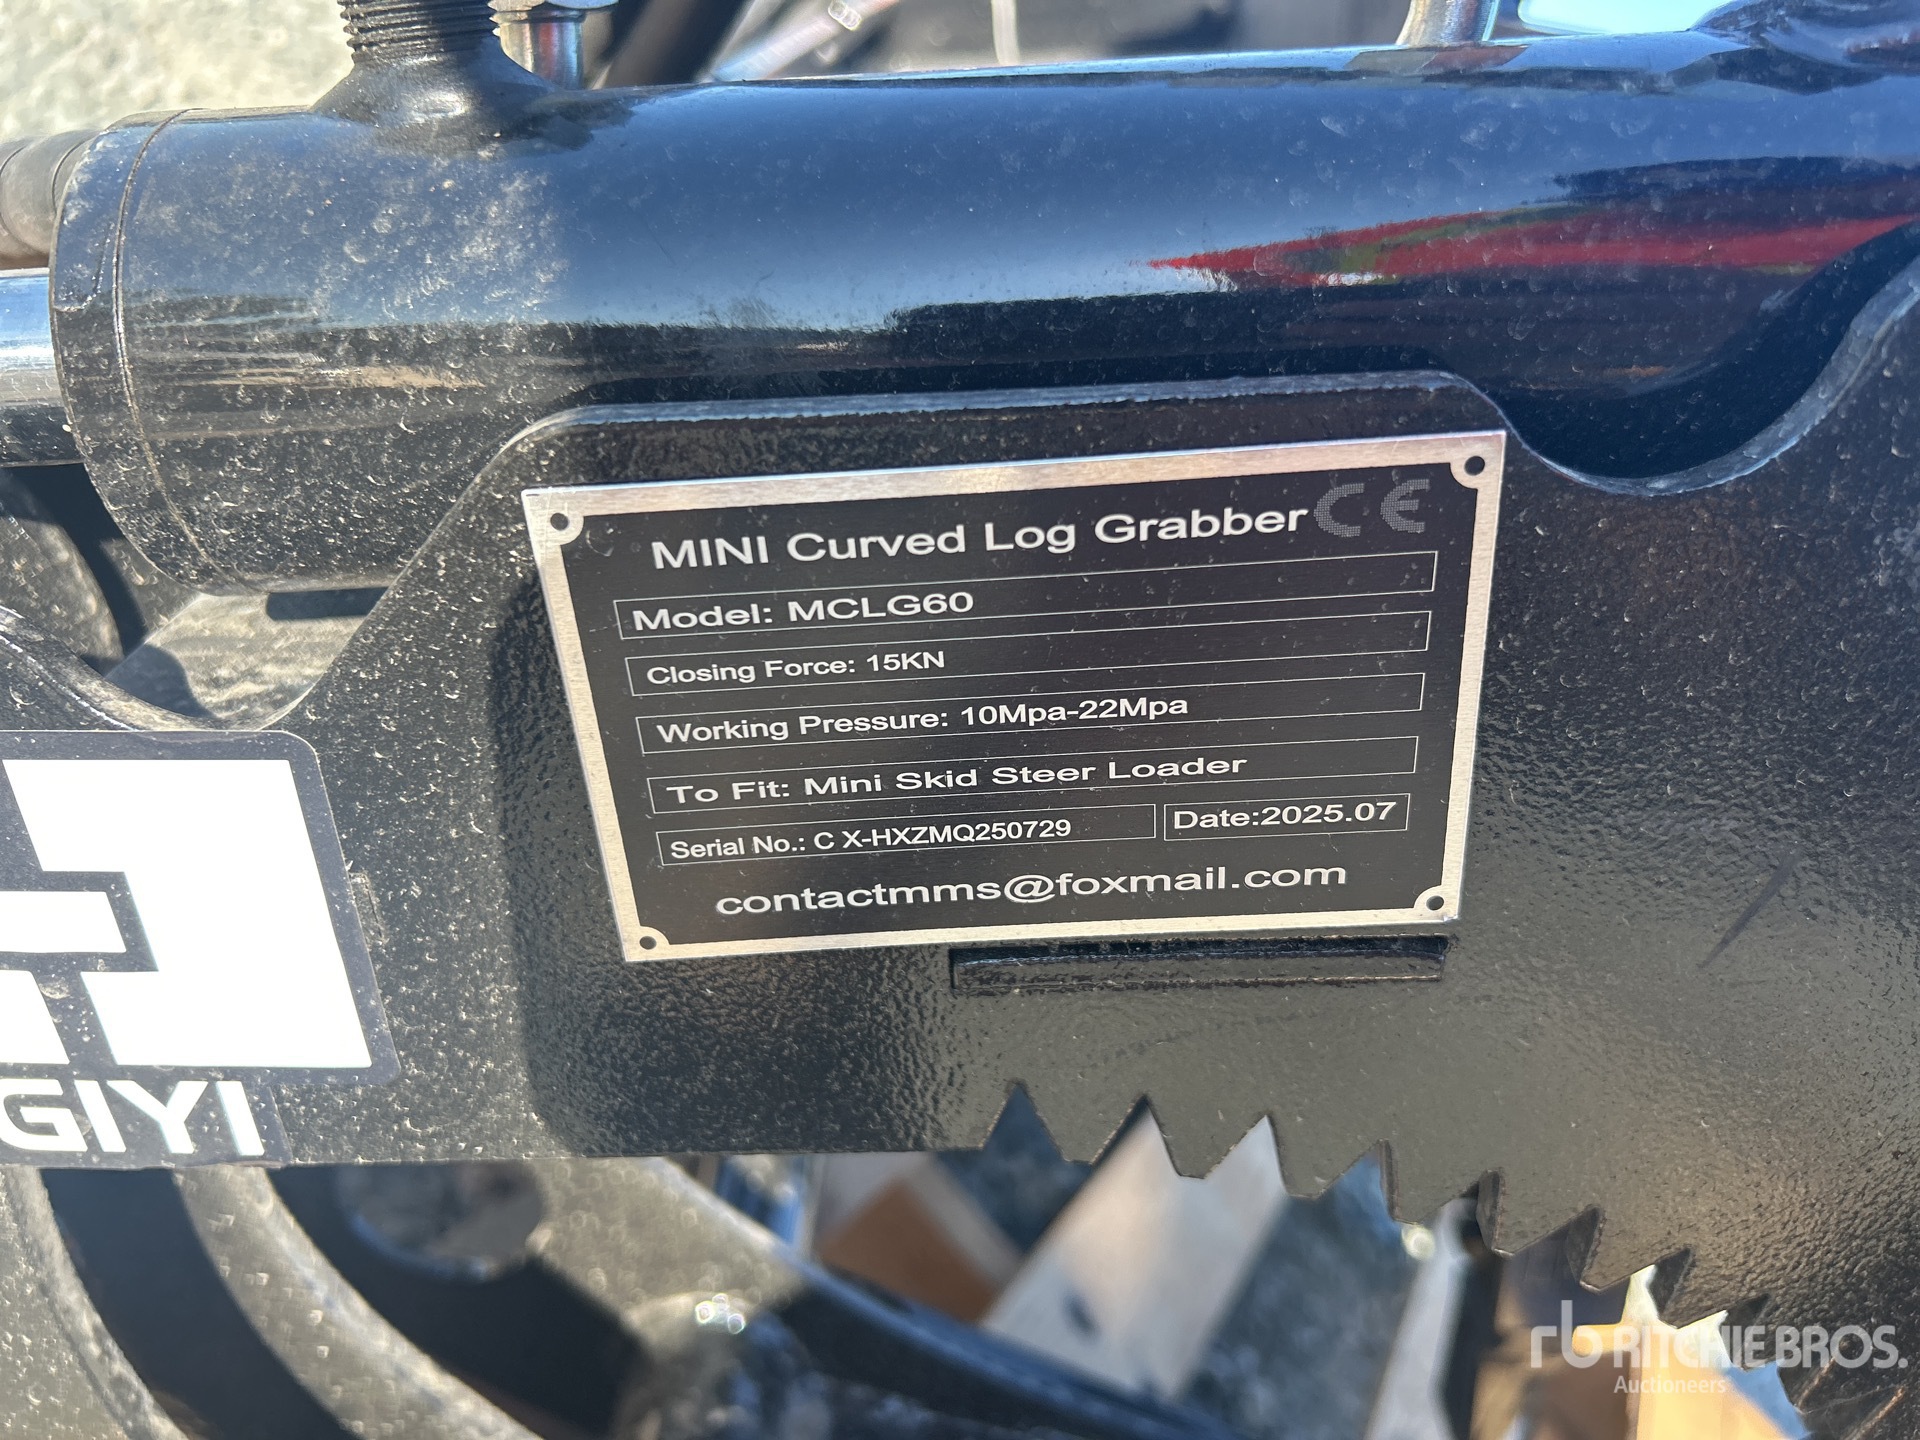 MINI Curved Log Grabber CE
Model: MCLG60
Closing Force: 15KN
Working Pressure: 10Mpa-22Mpa
To Fit: Mini Skid Steer Loader
Serial No.: C X-HXZMQ250729 Date:2025.07
contactmms@foxmail.com
GIYI
rb RITCHIE BROS.
Auctioneers